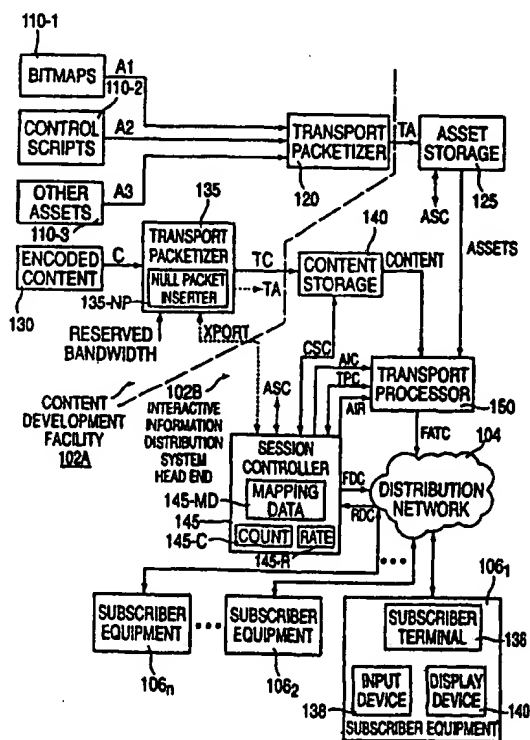 110-1
BITMAPS
A1
110-2
CONTROL
SCRIPTS
A2
OTHER
ASSETS
A3
110-3
TRANSPORT
PACKETIZER
120
TA
ASSET
STORAGE
125
ASC
ASSETS
ENCODED
CONTENT
130
C
135
TRANSPORT
PACKETIZER
NULL PACKET
INSERTER
135-NP
TC
TA
140
CONTENT
STORAGE
CONTENT
RESERVED
BANDWIDTH
XPORT
CSC
ASC
AIC
TPC
AIR
TRANSPORT
PROCESSOR
150
FATC
CONTENT
DEVELOPMENT
FACILITY
102A
102B
INTERACTIVE
INFORMATION
DISTRIBUTION
SYSTEM
HEAD END
SESSION
CONTROLLER
MAPPING
DATA
145-MD
145
COUNT
RATE
145-C
145-R
FDC
RDC
104
DISTRIBUTION
NETWORK
SUBSCRIBER
EQUIPMENT
106n
SUBSCRIBER
EQUIPMENT
1062
1061
SUBSCRIBER
TERMINAL
136
INPUT
DEVICE
138
DISPLAY
DEVICE
140
SUBSCRIBER EQUIPMENT